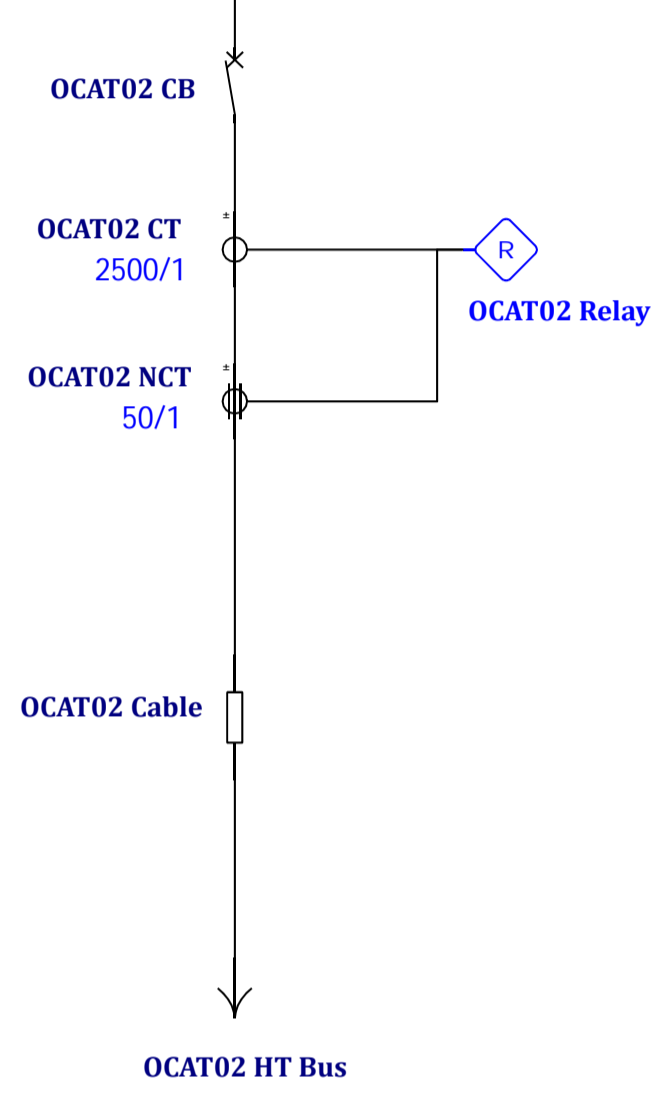 OCAT02 CB
±
OCAT02 CT
2500/1
R
OCAT02 Relay
±
OCAT02 NCT
50/1
OCAT02 Cable
OCAT02 HT Bus